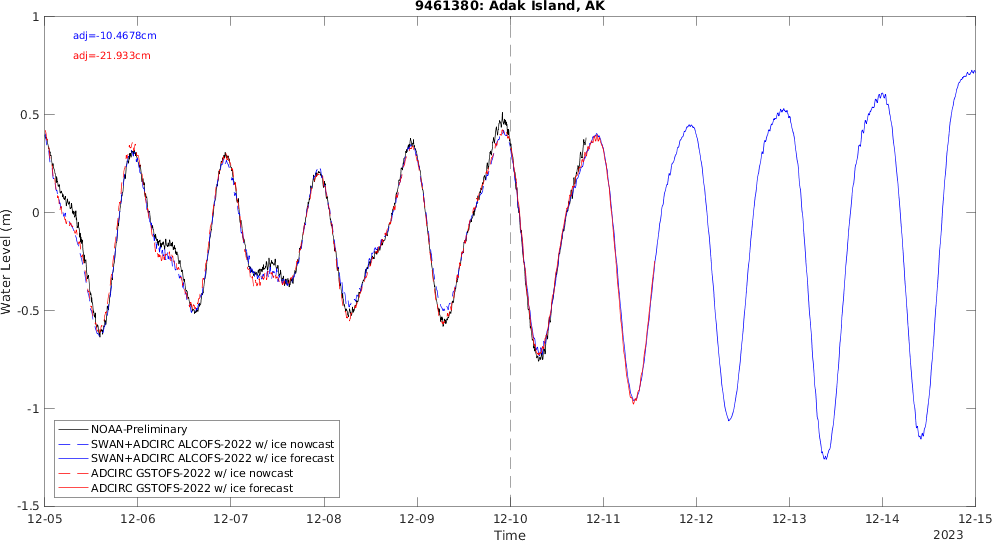 9461380: Adak Island, AK
adj=-10.4678cm
adj=-21.933cm
1
0.5
0
-0.5
-1
-1.5
Water Level (m)
NOAA-Preliminary
SWAN+ADCIRC ALCOFS-2022 w/ ice nowcast
SWAN+ADCIRC ALCOFS-2022 w/ ice forecast
ADCIRC GSTOFS-2022 w/ ice nowcast
ADCIRC GSTOFS-2022 w/ ice forecast
12-05 12-06 12-07 12-08 12-09 12-10 12-11 12-12 12-13 12-14 12-15
Time
2023